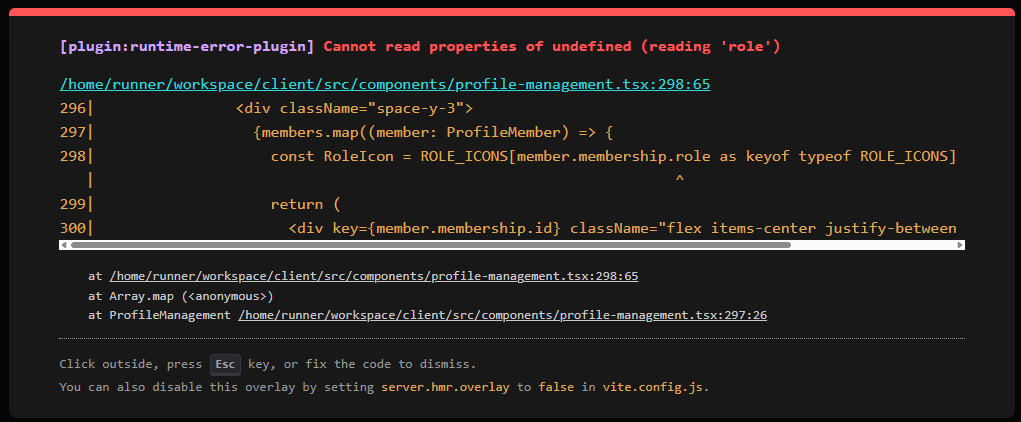 [plugin:runtime-error-plugin] Cannot read properties of undefined (reading 'role')
/home/runner/workspace/client/src/components/profile-management.tsx:298:65
296|                <div className="space-y-3">
297|                  {members.map((member: ProfileMember) => {
298|                    const RoleIcon = ROLE_ICONS[member.membership.role as keyof typeof ROLE_ICONS]
   |                                                                 ^
299|                    return (
300|                      <div key={member.membership.id} className="flex items-center justify-between
at /home/runner/workspace/client/src/components/profile-management.tsx:298:65
at Array.map (<anonymous>)
at ProfileManagement /home/runner/workspace/client/src/components/profile-management.tsx:297:26
Click outside, press Esc key, or fix the code to dismiss.
You can also disable this overlay by setting server.hmr.overlay to false in vite.config.js.